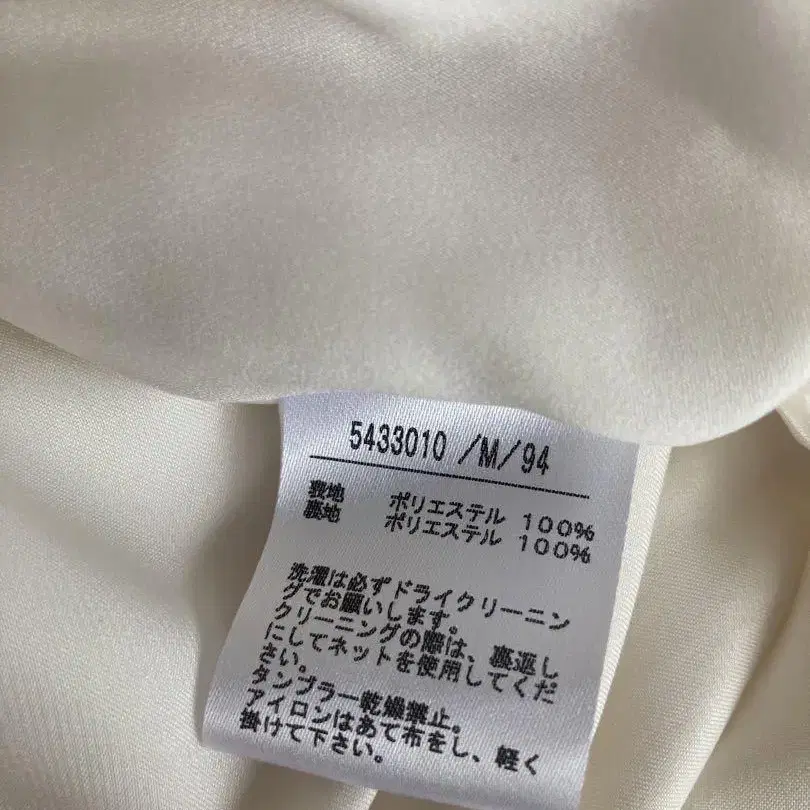 5433010 /M/94
表地 ポリエステル 100%
裏地 ポリエステル 100%
洗濯は必ずドライクリーニン
グでお願いします。
クリーニングの際は、裏返し
にしてネットを使用してくだ
さい。
タンブラー乾燥禁止。
アイロンはあて布をし、軽く
掛けて下さい。